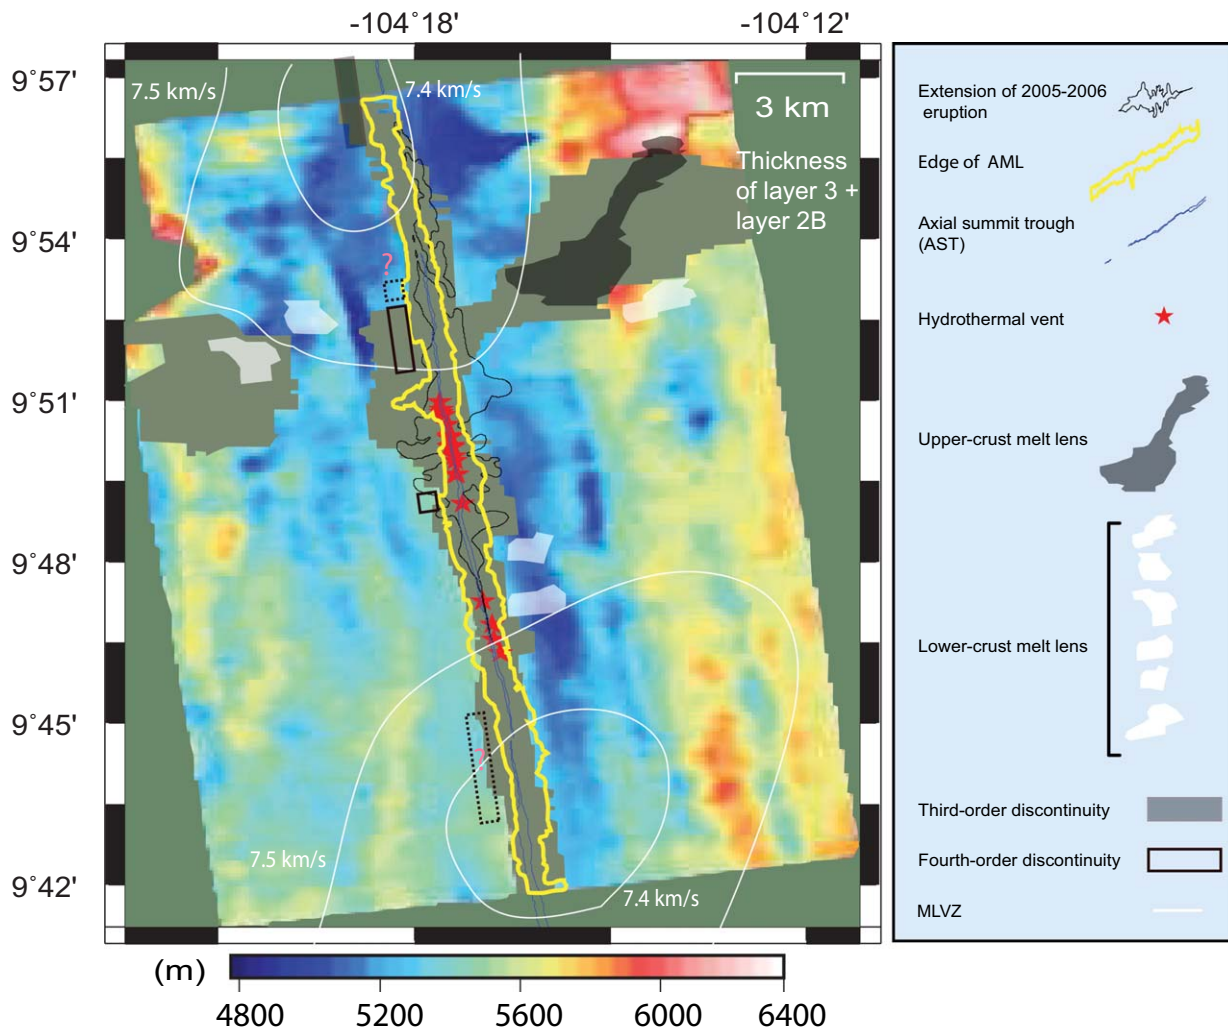 -104°18' -104°12'
9°57'
9°54'
9°51'
9°48'
9°45'
9°42'
7.5 km/s
7.4 km/s
3 km
Thickness
of layer 3 +
layer 2B
?
?
7.5 km/s
7.4 km/s
(m)
4800 5200 5600 6000 6400
Extension of 2005-2006
eruption
Edge of AML
Axial summit trough
(AST)
Hydrothermal vent
Upper-crust melt lens
Lower-crust melt lens
Third-order discontinuity
Fourth-order discontinuity
MLVZ